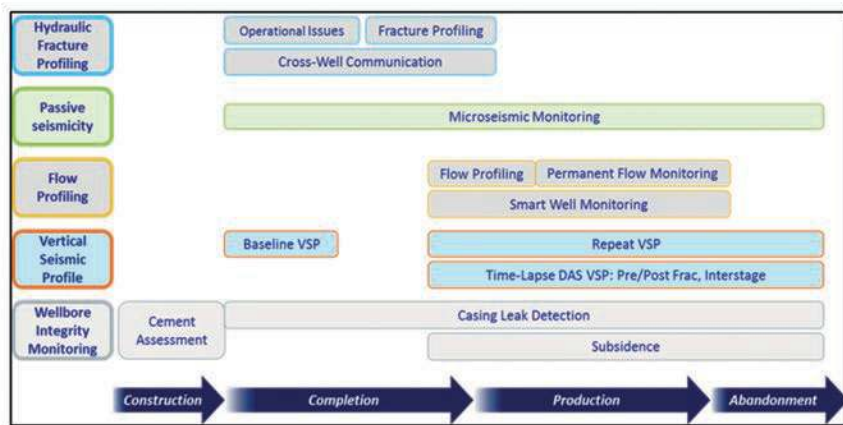 Hydraulic
Fracture
Profiling
Operational Issues
Fracture Profiling
Cross-Well Communication
Passive
seismicity
Microseismic Monitoring
Flow
Profiling
Flow Profiling
Permanent Flow Monitoring
Smart Well Monitoring
Vertical
Seismic
Profile
Baseline VSP
Repeat VSP
Time-Lapse DAS VSP: Pre/Post Frac, Interstage
Wellbore
Integrity
Monitoring
Cement
Assessment
Casing Leak Detection
Subsidence
Construction
Completion
Production
Abandonment